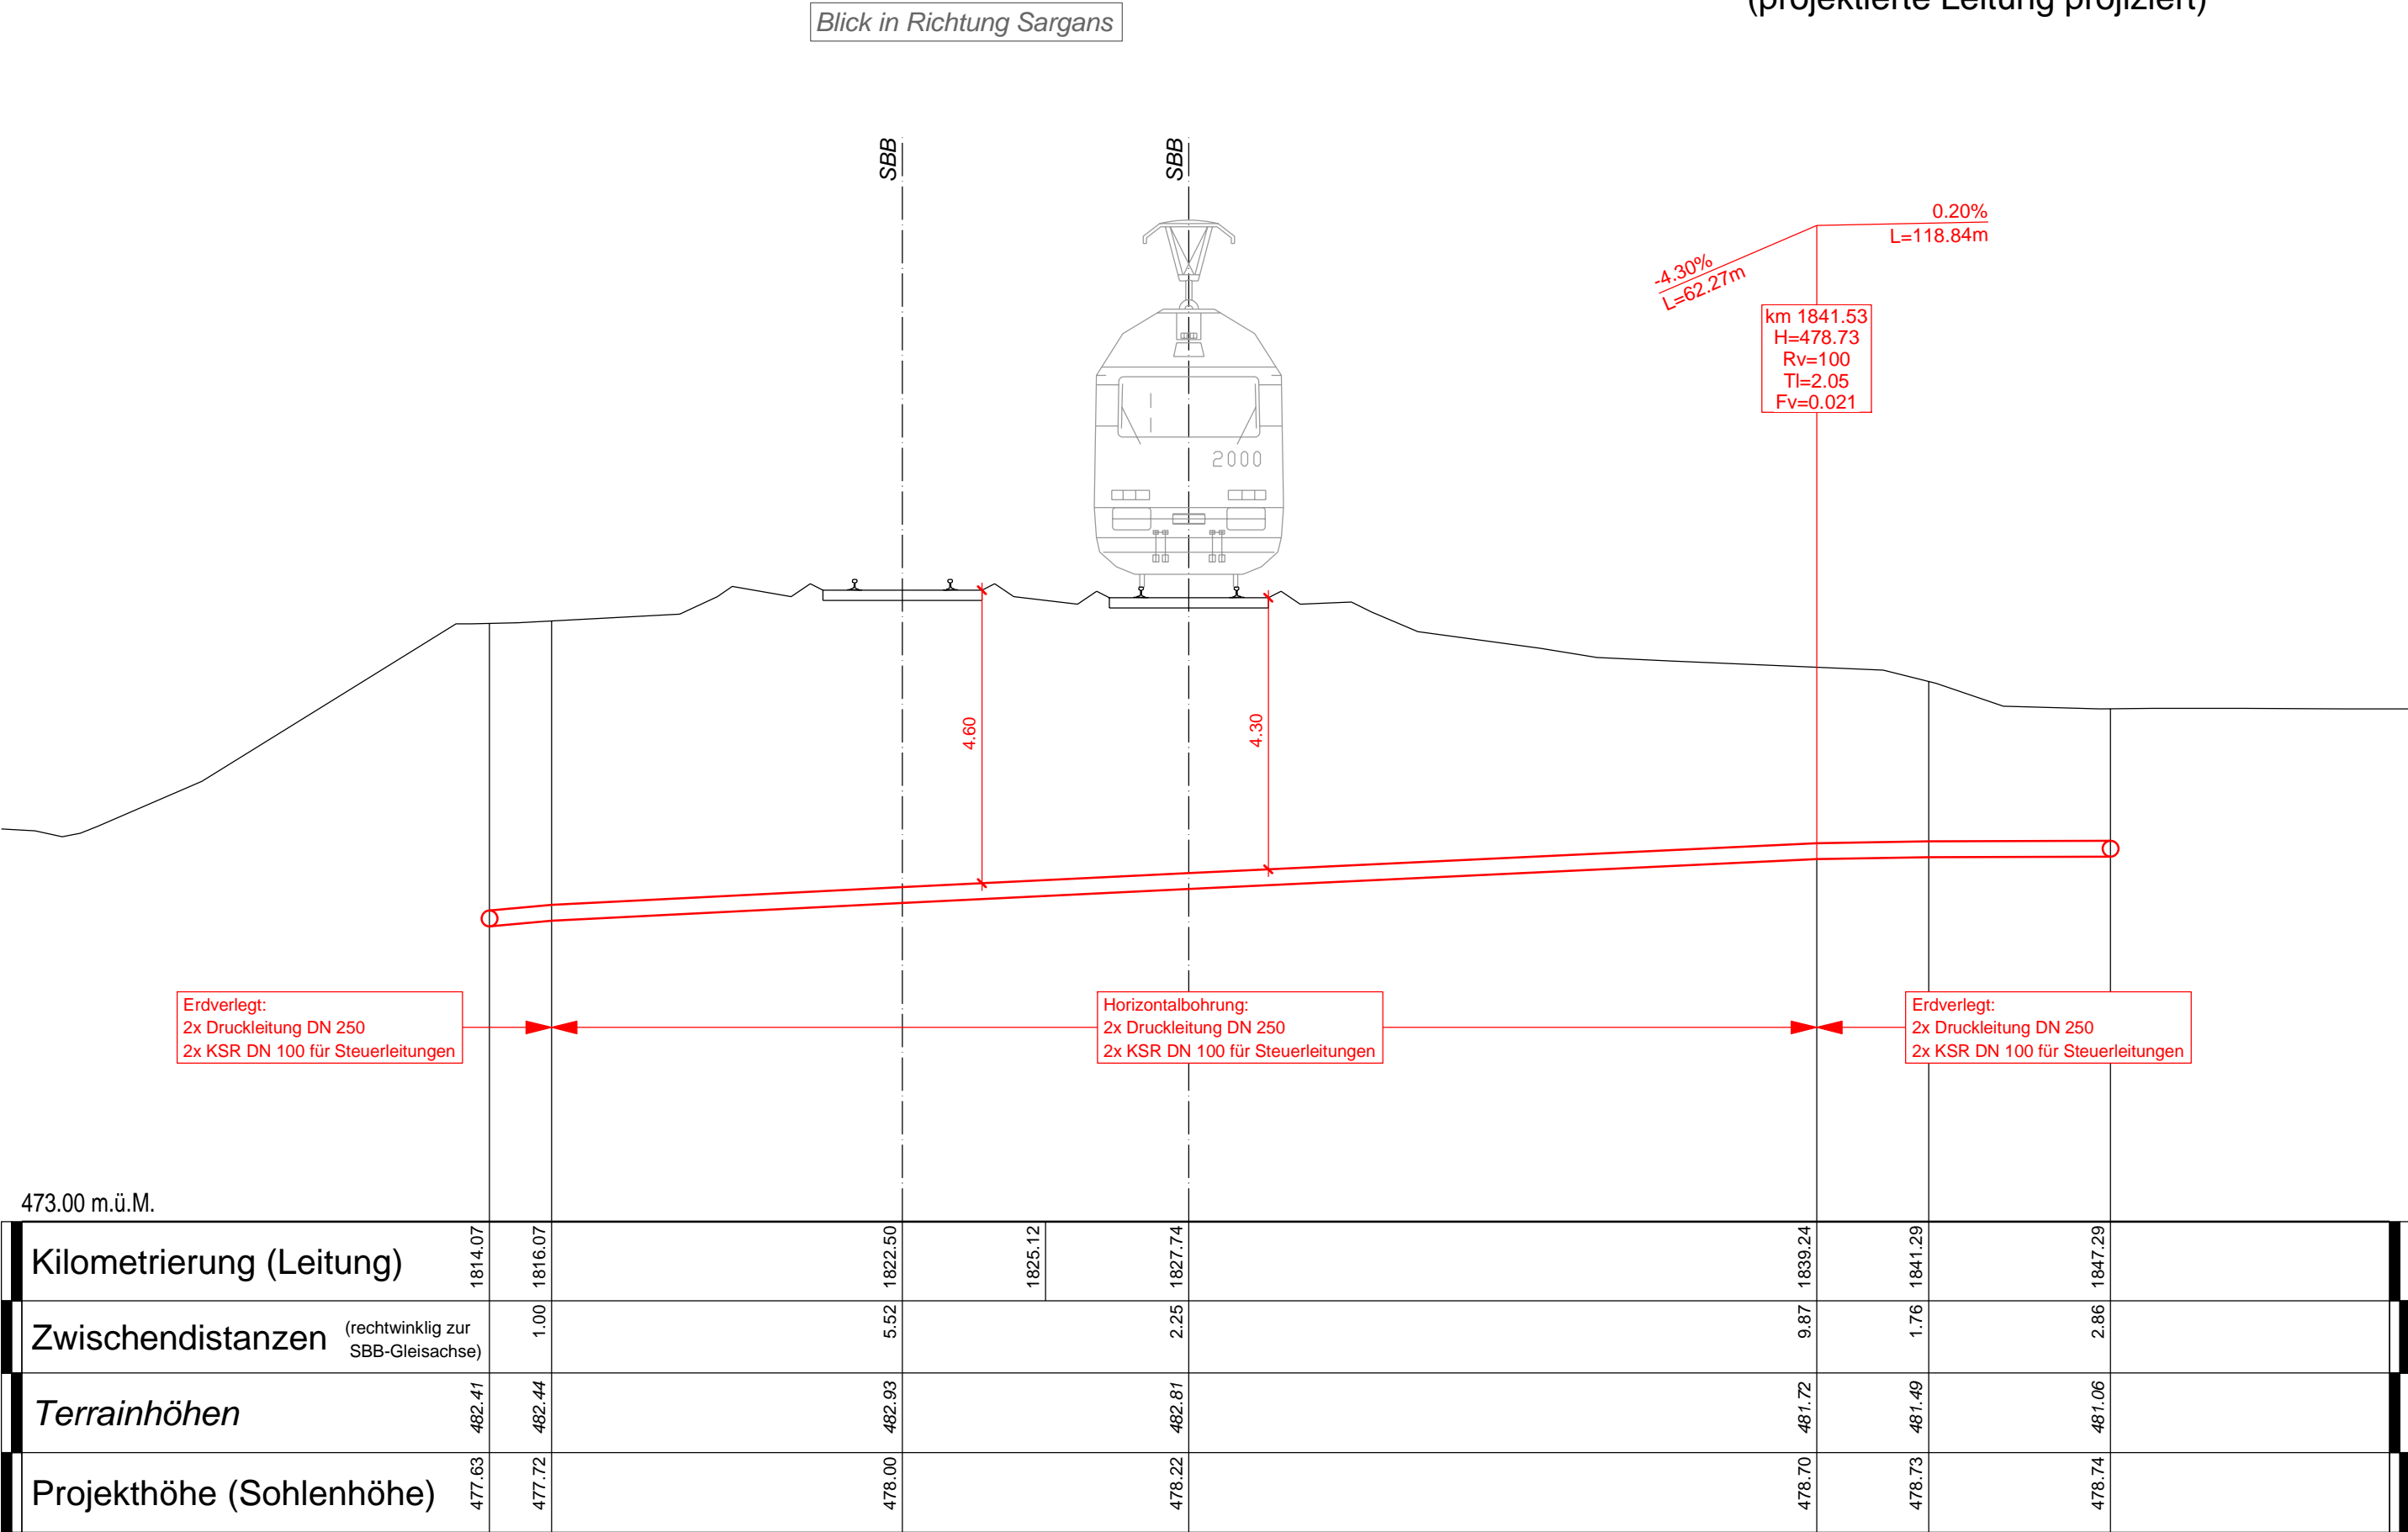 (projektierte Leitung projiziert)
Blick in Richtung Sargans
SBB
SBB
0.20%
L=118.84m
-4.30%
L=62.27m
km 1841.53
H=478.73
Rv=100
Tl=2.05
Fv=0.021
2000
4.60
4.30
Erdverlegt:
2x Druckleitung DN 250
2x KSR DN 100 für Steuerleitungen
Horizontalbohrung:
2x Druckleitung DN 250
2x KSR DN 100 für Steuerleitungen
Erdverlegt:
2x Druckleitung DN 250
2x KSR DN 100 für Steuerleitungen
473.00 m.ü.M.
Kilometrierung (Leitung) 1814.07 1816.07 1822.50 1825.12 1827.74 1839.24 1841.29 1847.29
Zwischendistanzen (rechtwinklig zur
SBB-Gleisachse) 1.00 5.52 2.25 9.87 1.76 2.86
Terrainhöhen 482.41 482.44 482.93 482.81 481.72 481.49 481.06
Projekthöhe (Sohlenhöhe) 477.63 477.72 478.00 478.22 478.70 478.73 478.74